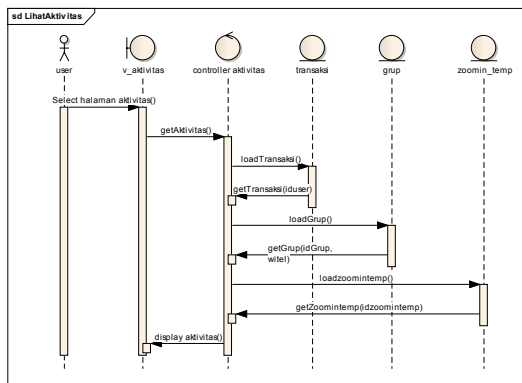 sd LihatAktivitas
user
v_aktivitas
controller aktivitas
transaksi
grup
zoomin_temp
Select halaman aktivitas()
getAktivitas()
loadTransaksi()
getTransaksi(iduser)
loadGrup()
getGrup(idGrup,
witel)
loadzoomintemp()
getZoomintemp(idzoomintemp)
display aktivitas()